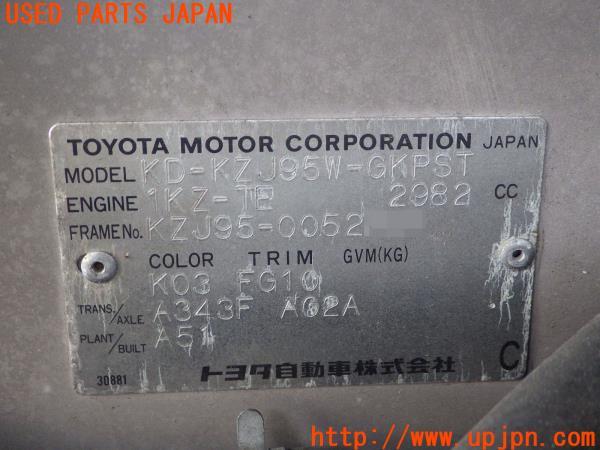 USED PARTS JAPAN
TOYOTA MOTOR CORPORATION JAPAN
MODEL KD-KZJ95W-GKPST
ENGINE 1KZ-TE 2982 CC
FRAME No. KZJ95-0052
COLOR TRIM GVM(KG)
K03 FG10
TRANS./AXLE A343F A02A
PLANT/BUILT A51
30881 トヨタ自動車株式会社 C
http://www.upjpn.com/